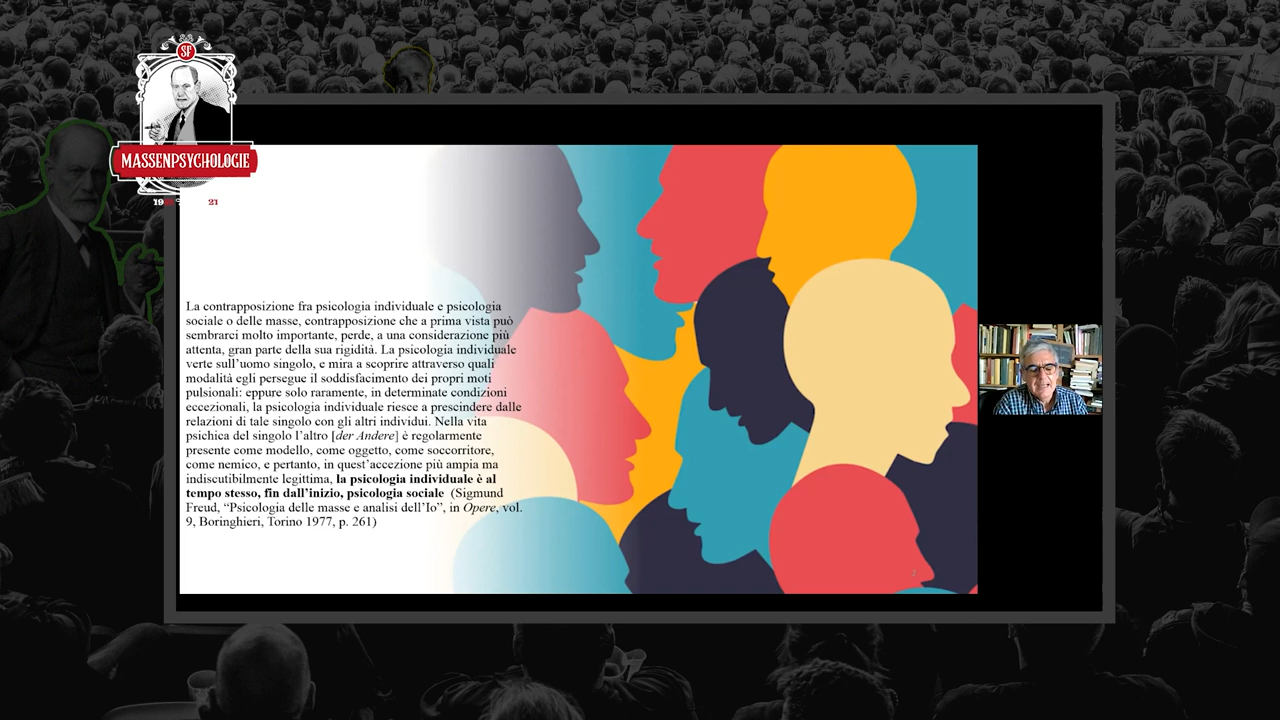 SF
MASSENPSYCHOLOGIE
19 21
La contrapposizione fra psicologia individuale e psicologia
sociale o delle masse, contrapposizione che a prima vista può
sembrarci molto importante, perde, a una considerazione più
attenta, gran parte della sua rigidità. La psicologia individuale
verte sull’uomo singolo, e mira a scoprire attraverso quali
modalità egli persegue il soddisfacimento dei propri moti
pulsionali: eppure solo raramente, in determinate condizioni
eccezionali, la psicologia individuale riesce a prescindere dalle
relazioni di tale singolo con gli altri individui. Nella vita
psichica del singolo l’altro [der Andere] è regolarmente
presente come modello, come oggetto, come soccorritore,
come nemico, e pertanto, in quest’accezione più ampia ma
indiscutibilmente legittima, la psicologia individuale è al
tempo stesso, fin dall’inizio, psicologia sociale (Sigmund
Freud, “Psicologia delle masse e analisi dell’Io”, in Opere, vol.
9, Boringhieri, Torino 1977, p. 261)
2